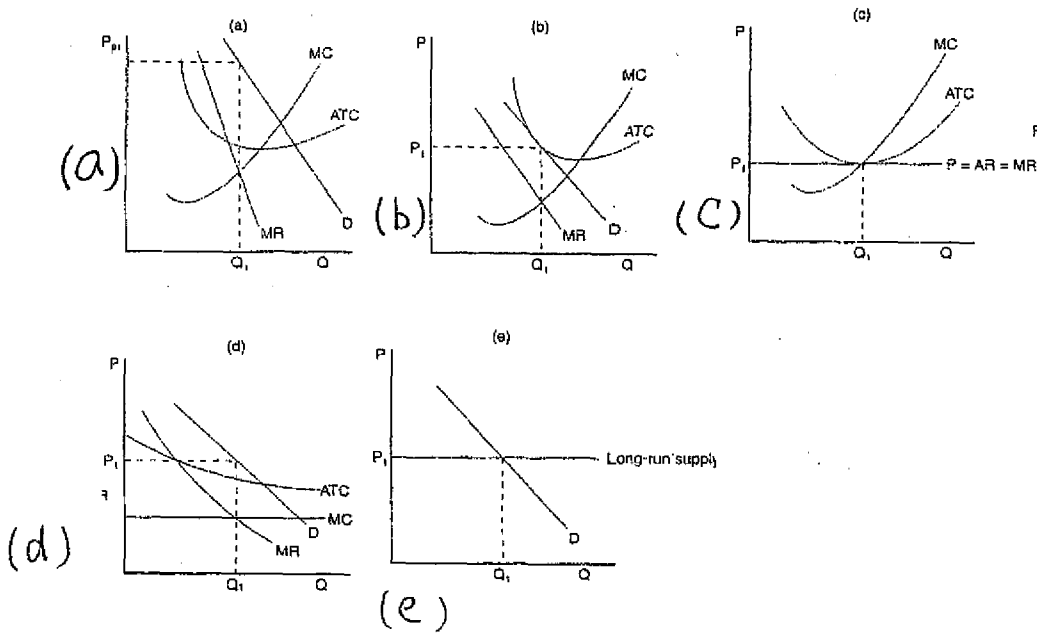 (a)
P
MC
ATC
(a)
MR
D
Q₁
Q
(b)
P
MC
ATC
P₁
(b)
MR
D
Q₁
Q
(c)
P
MC
ATC
P₁
P = AR = MR
(C)
Q₁
Q
(d)
P
P₁
ATC
MC
D
MR
(d)
Q₁
Q
(e)
P
P₁
Long-run supply
D
Q₁
Q
(e)